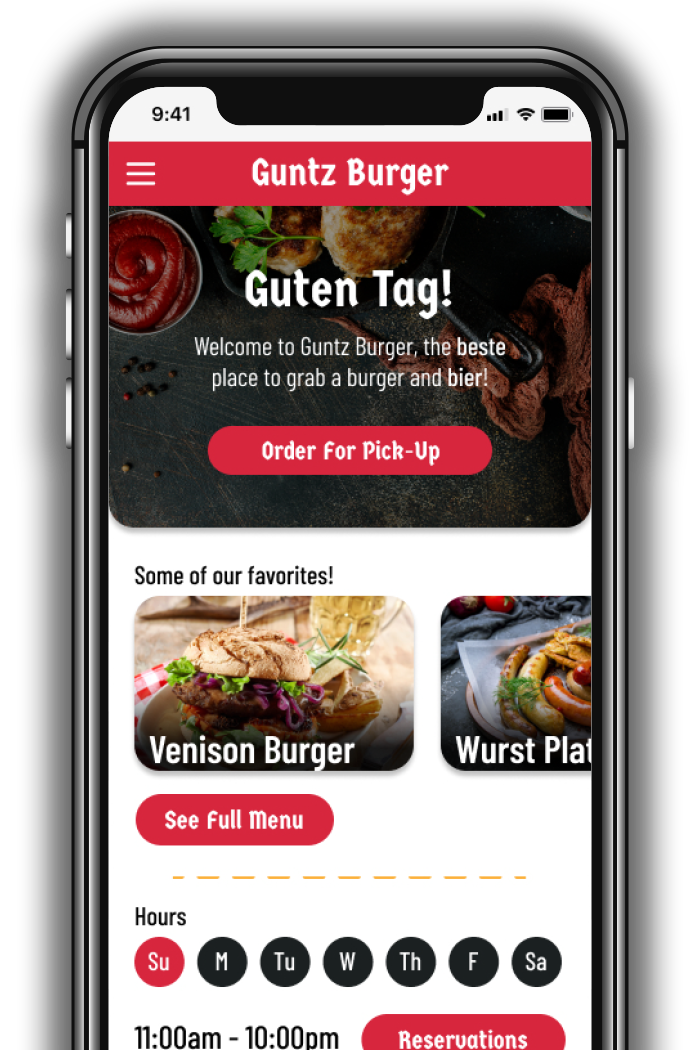 9:41
Guntz Burger
Guten Tag!
Welcome to Guntz Burger, the beste
place to grab a burger and bier!
Order For Pick-Up
Some of our favorites!
Venison Burger
Wurst Plat
See Full Menu
Hours
Su M Tu W Th F Sa
11:00am - 10:00pm
Reservations